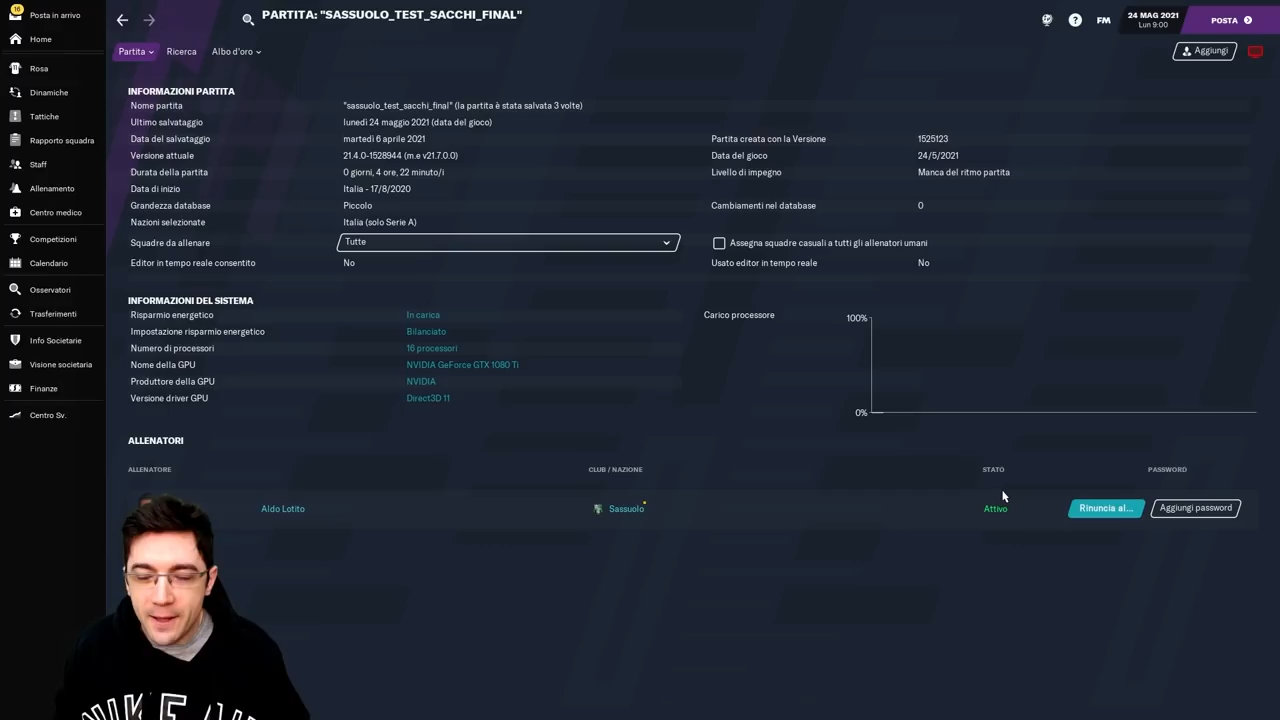 16
Posta in arrivo
Home
Rosa
Dinamiche
Tattiche
Rapporto squadra
Staff
Allenamento
Centro medico
Competizioni
Calendario
Osservatori
Trasferimenti
Info Societarie
Visione societaria
Finanze
Centro Sv.
PARTITA: "SASSUOLO_TEST_SACCHI_FINAL"
? FM 24 MAG 2021
Lun 9:00
POSTA
Partita Ricerca Albo d'oro
Aggiungi
INFORMAZIONI PARTITA
Nome partita "sassuolo_test_sacchi_final" (la partita è stata salvata 3 volte)
Ultimo salvataggio lunedì 24 maggio 2021 (data del gioco)
Data del salvataggio martedì 6 aprile 2021 Partita creata con la Versione 1525123
Versione attuale 21.4.0-1528944 (m.e v21.7.0.0) Data del gioco 24/5/2021
Durata della partita 0 giorni, 4 ore, 22 minuto/i Livello di impegno Manca del ritmo partita
Data di inizio Italia - 17/8/2020
Grandezza database Piccolo Cambiamenti nel database 0
Nazioni selezionate Italia (solo Serie A)
Squadre da allenare Tutte Assegna squadre casuali a tutti gli allenatori umani
Editor in tempo reale consentito No Usato editor in tempo reale No
INFORMAZIONI DEL SISTEMA
Risparmio energetico In carica Carico processore 100%
Impostazione risparmio energetico Bilanciato
Numero di processori 16 processori
Nome della GPU NVIDIA GeForce GTX 1080 Ti
Produttore della GPU NVIDIA
Versione driver GPU Direct3D 11
0%
ALLENATORI
ALLENATORE CLUB / NAZIONE STATO PASSWORD
Aldo Lotito Sassuolo Attivo Rinuncia al... Aggiungi password
NIKE AIR